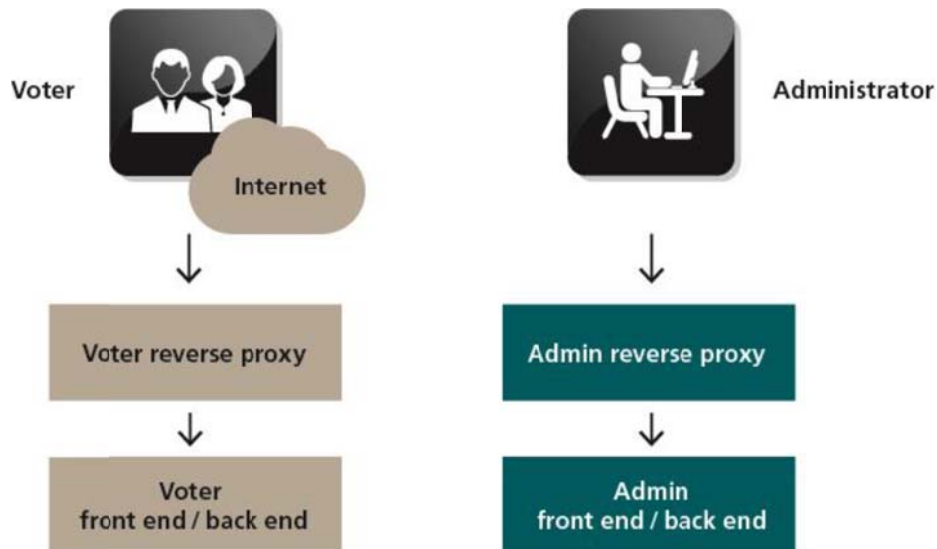 Voter
Internet
Administrator
Voter reverse proxy
Admin reverse proxy
Voter
front end / back end
Admin
front end / back end